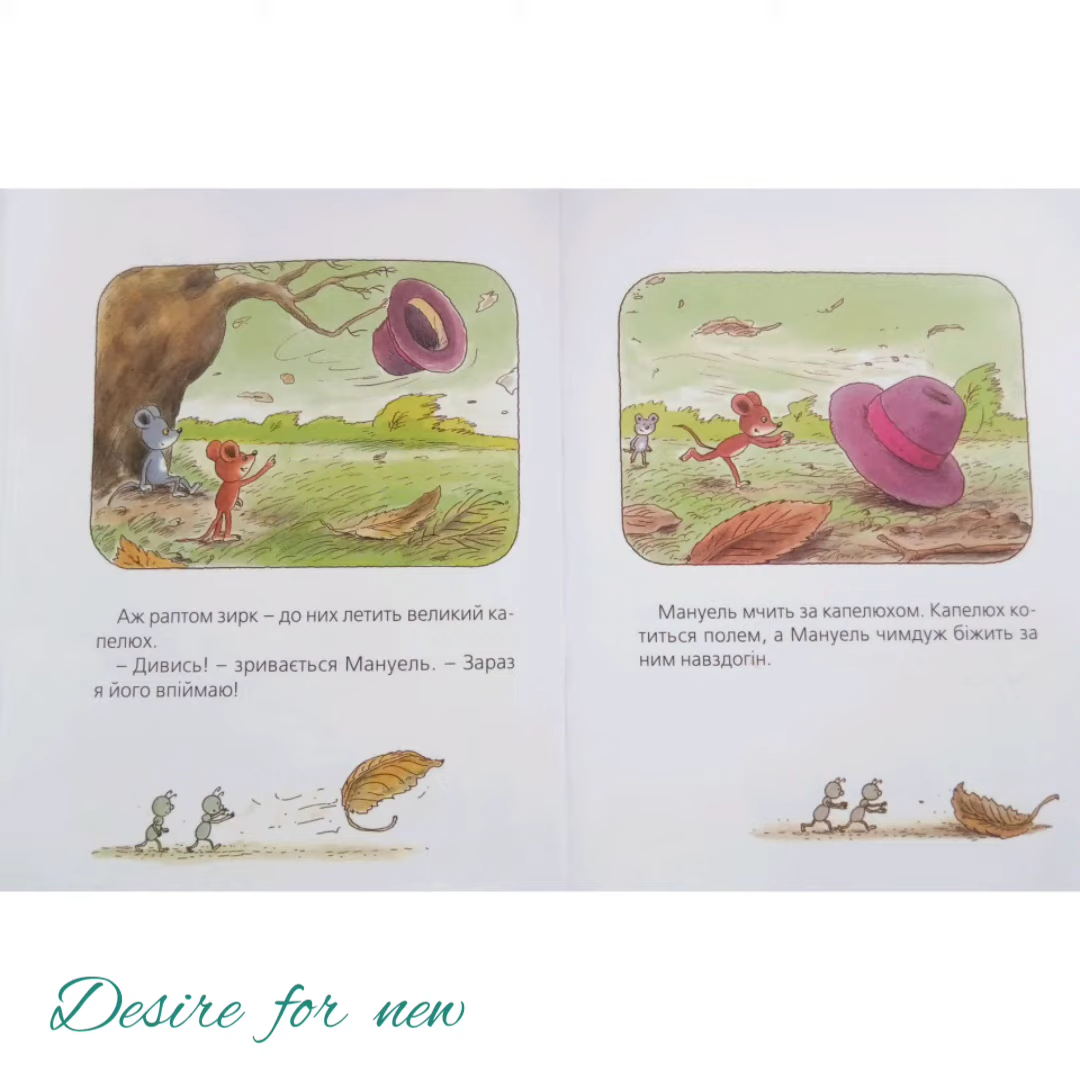 Аж раптом зирк – до них летить великий ка-
пелюх.
– Дивись! – зривається Мануель. – Зараз
я його впіймаю!
Мануель мчить за капелюхом. Капелюх ко-
титься полем, а Мануель чимдуж біжить за
ним навздогін.
Desire for new